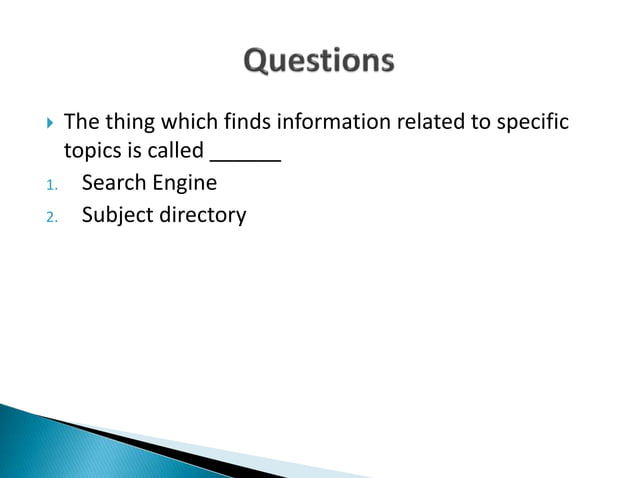 Questions
The thing which finds information related to specific
topics is called ______
1. Search Engine
2. Subject directory